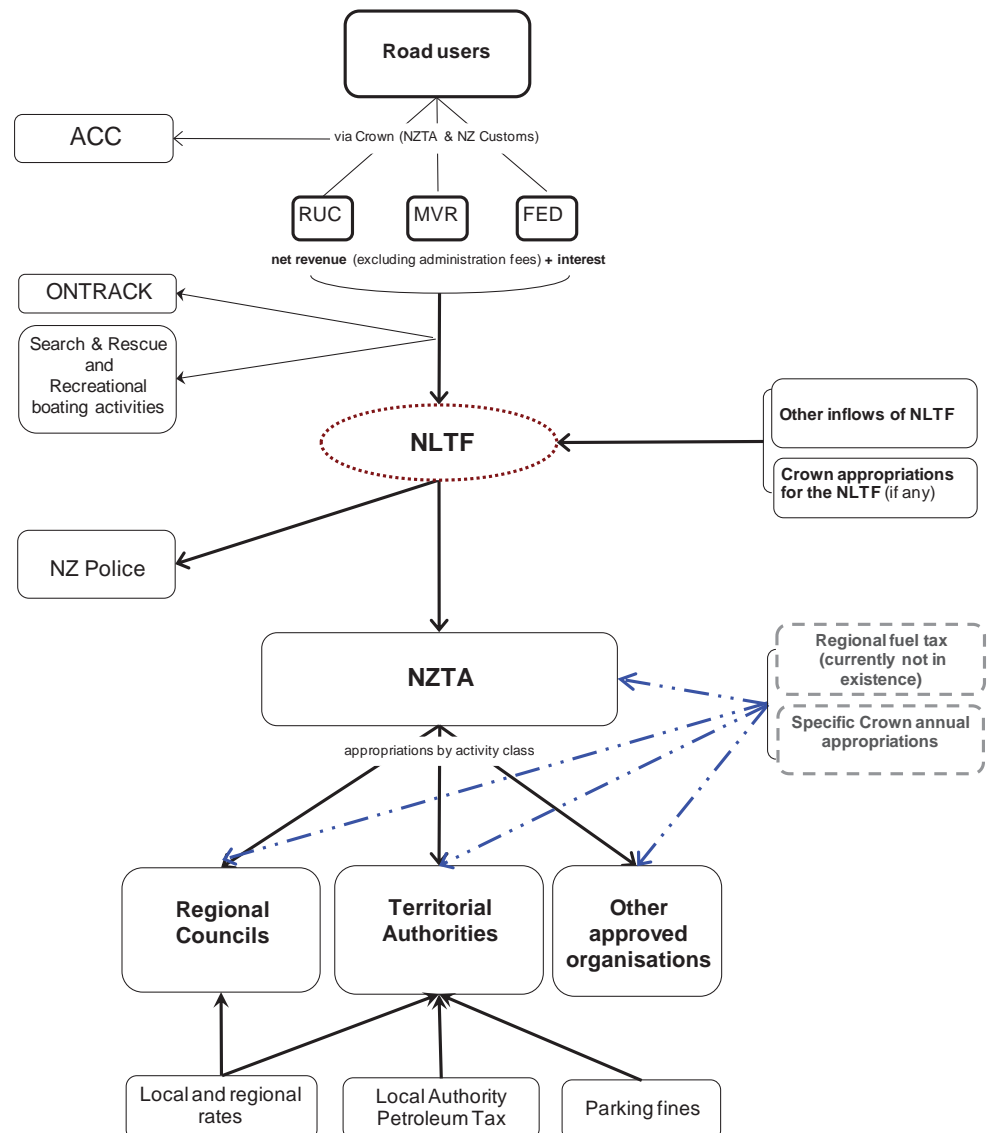 Road users
ACC
via Crown (NZTA & NZ Customs)
RUC
MVR
FED
net revenue (excluding administration fees) + interest
ONTRACK
Search & Rescue
and
Recreational
boating activities
NLTF
Other inflows of NLTF
Crown appropriations
for the NLTF (if any)
NZ Police
NZTA
Regional fuel tax
(currently not in
existence)
Specific Crown annual
appropriations
appropriations by activity class
Regional
Councils
Territorial
Authorities
Other
approved
organisations
Local and regional
rates
Local Authority
Petroleum Tax
Parking fines